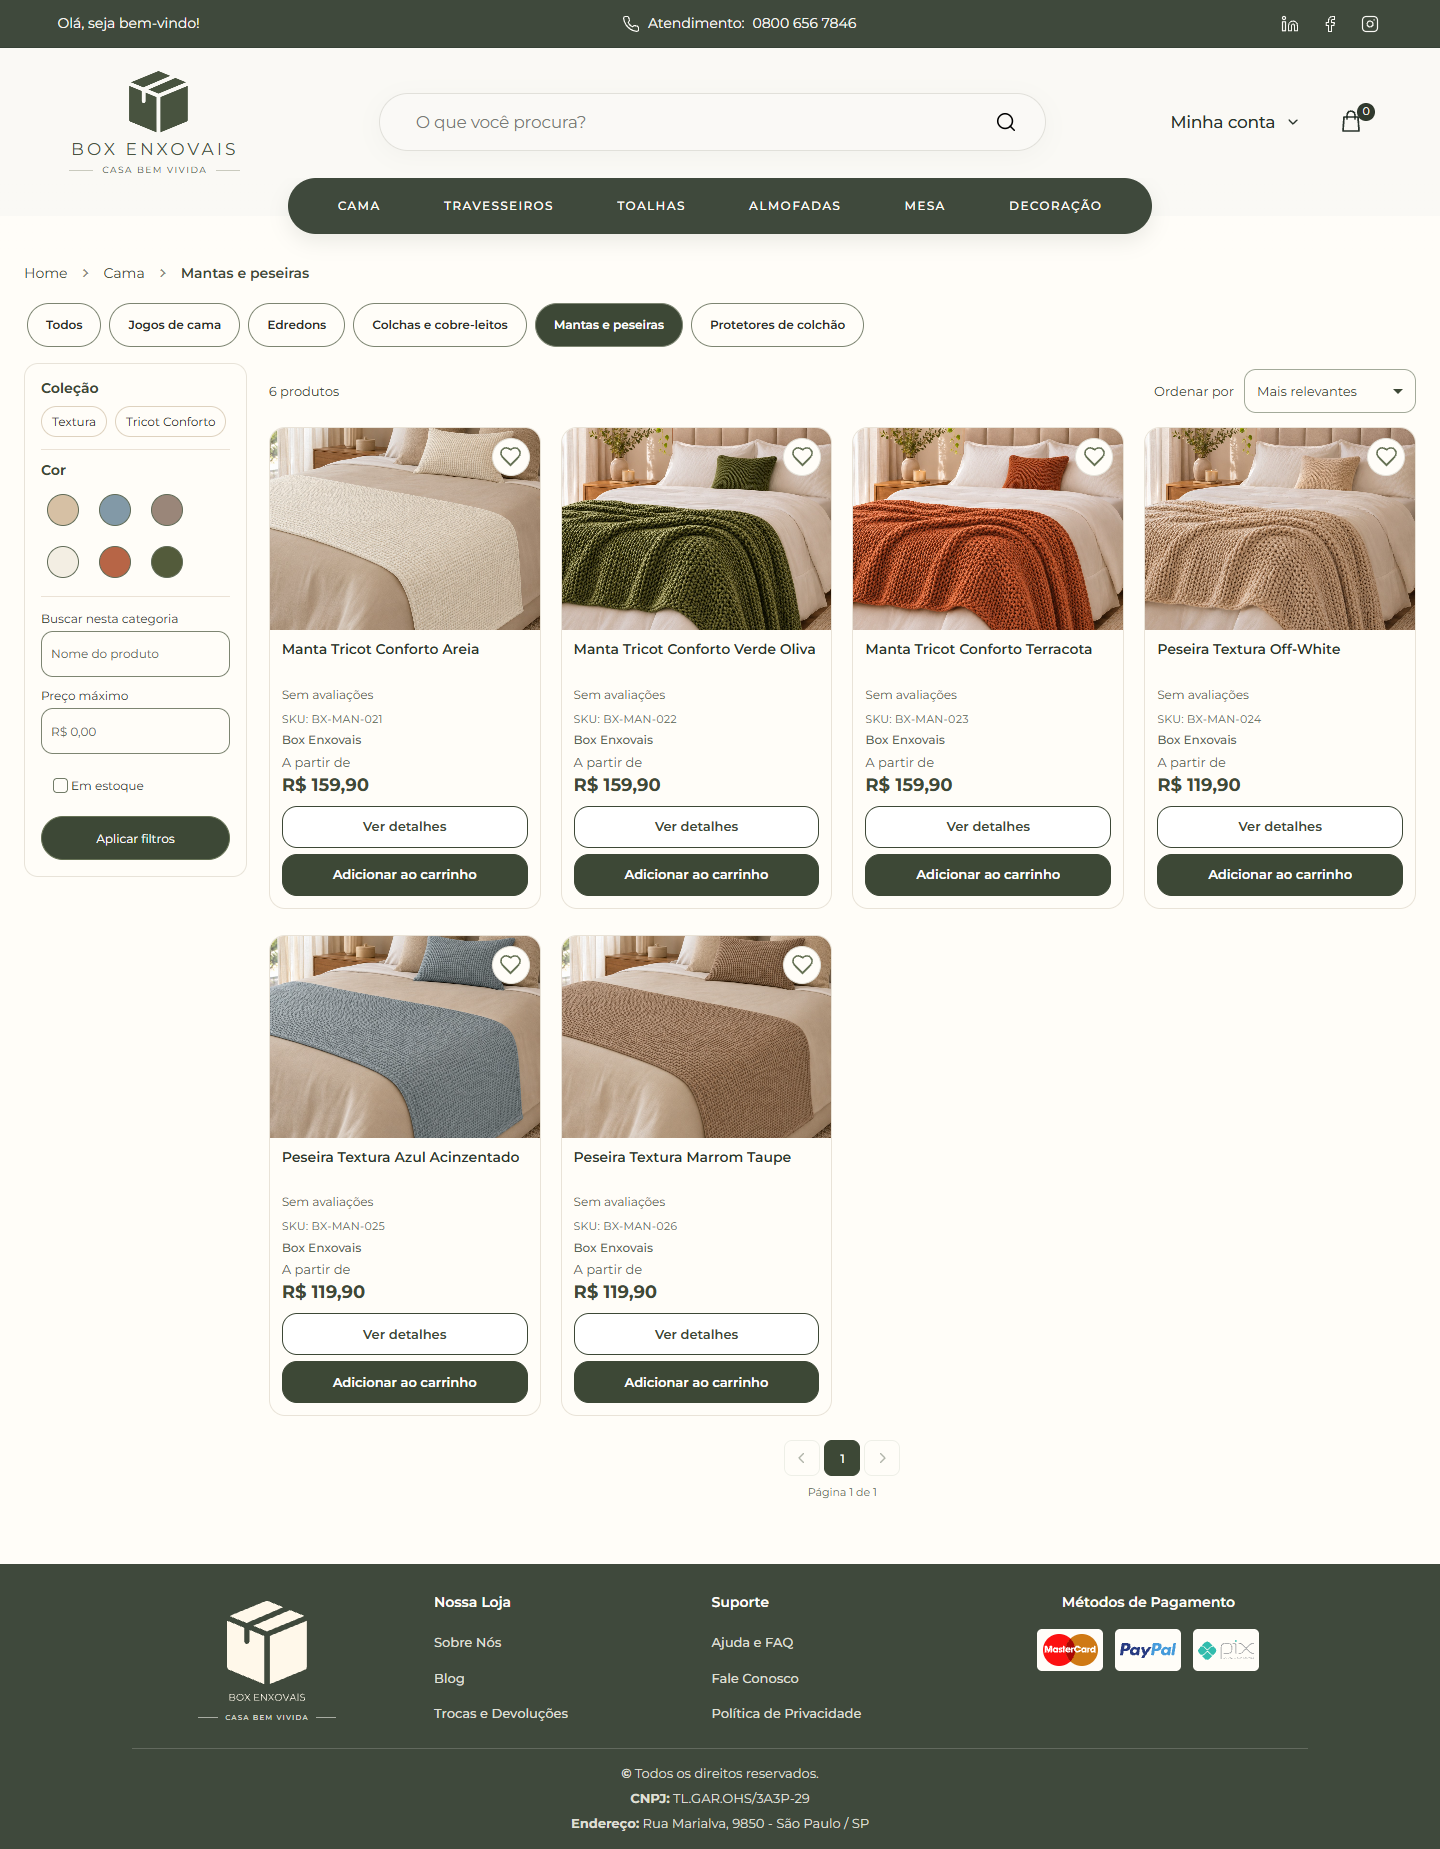 Olá, seja bem-vindo!
Atendimento: 0800 656 7846
BOX ENXOVAIS
CASA BEM VIVIDA
O que você procura?
Minha conta
0
CAMA TRAVESSEIROS TOALHAS ALMOFADAS MESA DECORAÇÃO
Home > Cama > Mantas e peseiras
Todos Jogos de cama Edredons Colchas e cobre-leitos Mantas e peseiras Protetores de colchão
Coleção
Textura Tricot Conforto
Cor
Buscar nesta categoria
Nome do produto
Preço máximo
R$ 0,00
Em estoque
Aplicar filtros
6 produtos
Ordenar por Mais relevantes
Manta Tricot Conforto Areia
Sem avaliações
SKU: BX-MAN-021
Box Enxovais
A partir de
R$ 159,90
Ver detalhes
Adicionar ao carrinho
Manta Tricot Conforto Verde Oliva
Sem avaliações
SKU: BX-MAN-022
Box Enxovais
A partir de
R$ 159,90
Ver detalhes
Adicionar ao carrinho
Manta Tricot Conforto Terracota
Sem avaliações
SKU: BX-MAN-023
Box Enxovais
A partir de
R$ 159,90
Ver detalhes
Adicionar ao carrinho
Peseira Textura Off-White
Sem avaliações
SKU: BX-MAN-024
Box Enxovais
A partir de
R$ 119,90
Ver detalhes
Adicionar ao carrinho
Peseira Textura Azul Acinzentado
Sem avaliações
SKU: BX-MAN-025
Box Enxovais
A partir de
R$ 119,90
Ver detalhes
Adicionar ao carrinho
Peseira Textura Marrom Taupe
Sem avaliações
SKU: BX-MAN-026
Box Enxovais
A partir de
R$ 119,90
Ver detalhes
Adicionar ao carrinho
1
Página 1 de 1
BOX ENXOVAIS
CASA BEM VIVIDA
Nossa Loja
Sobre Nós
Blog
Trocas e Devoluções
Suporte
Ajuda e FAQ
Fale Conosco
Política de Privacidade
Métodos de Pagamento
MasterCard PayPal pix
© Todos os direitos reservados.
CNPJ: TL.GAR.OHS/3A3P-29
Endereço: Rua Marialva, 9850 - São Paulo / SP